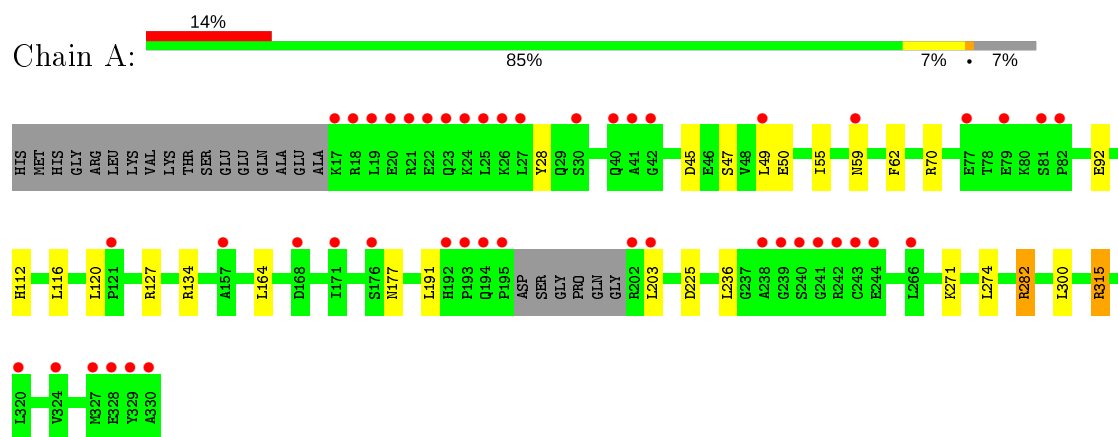 14%
Chain A:
85% 7% • 7%
HIS MET HIS GLY ARG LEU LYS VAL LYS THR SER GLU GLU GLN ALA GLU ALA K17 R18 L19 E20 R21 E22 Q23 K24 L25 K26 L27 Y28 Q29 S30 Q40 A41 G42 D45 E46 S47 V48 L49 E50 I55 N59 F62 R70 E77 T78 E79 K80 S81 P82 E92
H112 L116 L120 P121 R127 R134 A157 L164 D168 I171 S176 N177 L191 H192 P193 Q194 P195 ASP SER GLY PRO GLN GLY R202 L203 D225 L236 G237 A238 G239 S240 G241 R242 C243 E244 L266 K271 L274 R282 L300 R315
L320 V324 M327 E328 Y329 A330